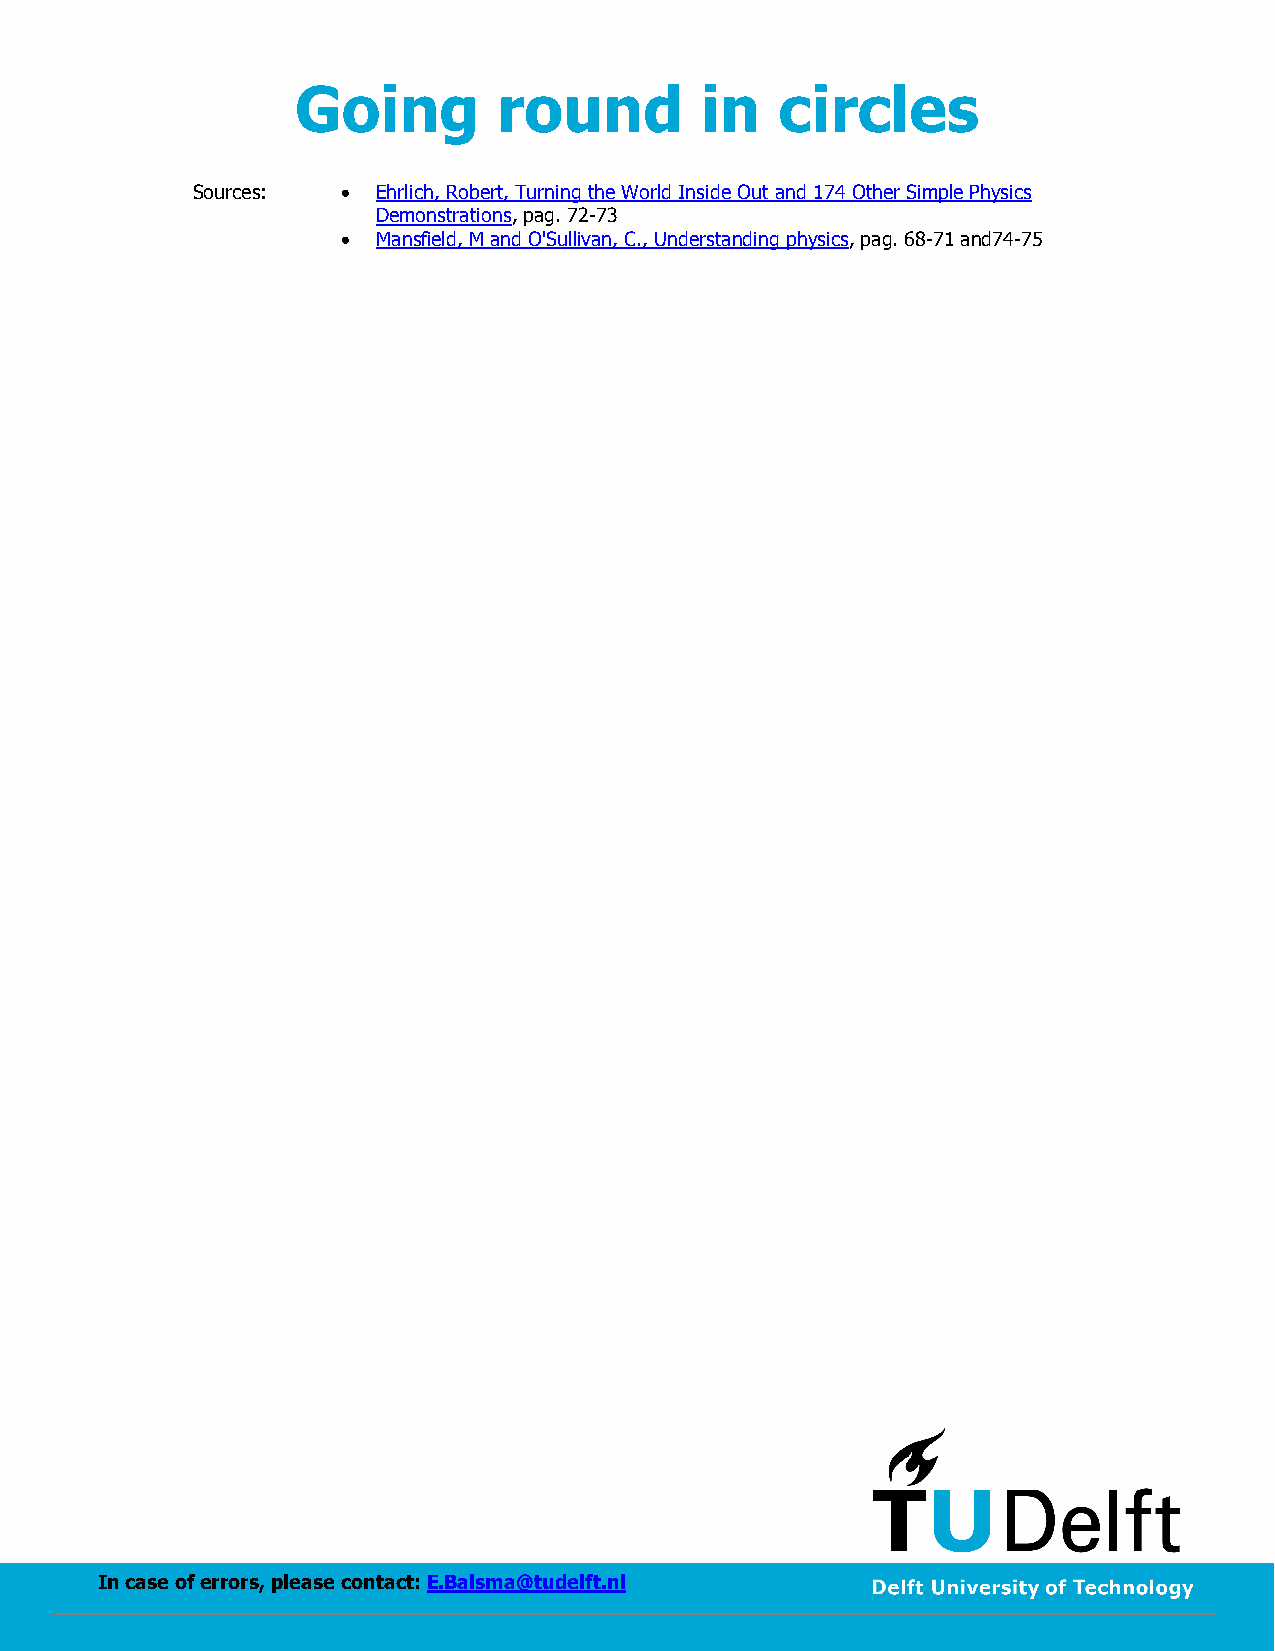 Going round in circles
Sources: • Ehrlich, Robert, Turning the World Inside Out and 174 Other Simple Physics
Demonstrations, pag. 72-73
• Mansfield, M and O'Sullivan, C., Understanding physics, pag. 68-71 and74-75
TUDelft
In case of errors, please contact: E.Balsma@tudelft.nl
Delft University of Technology